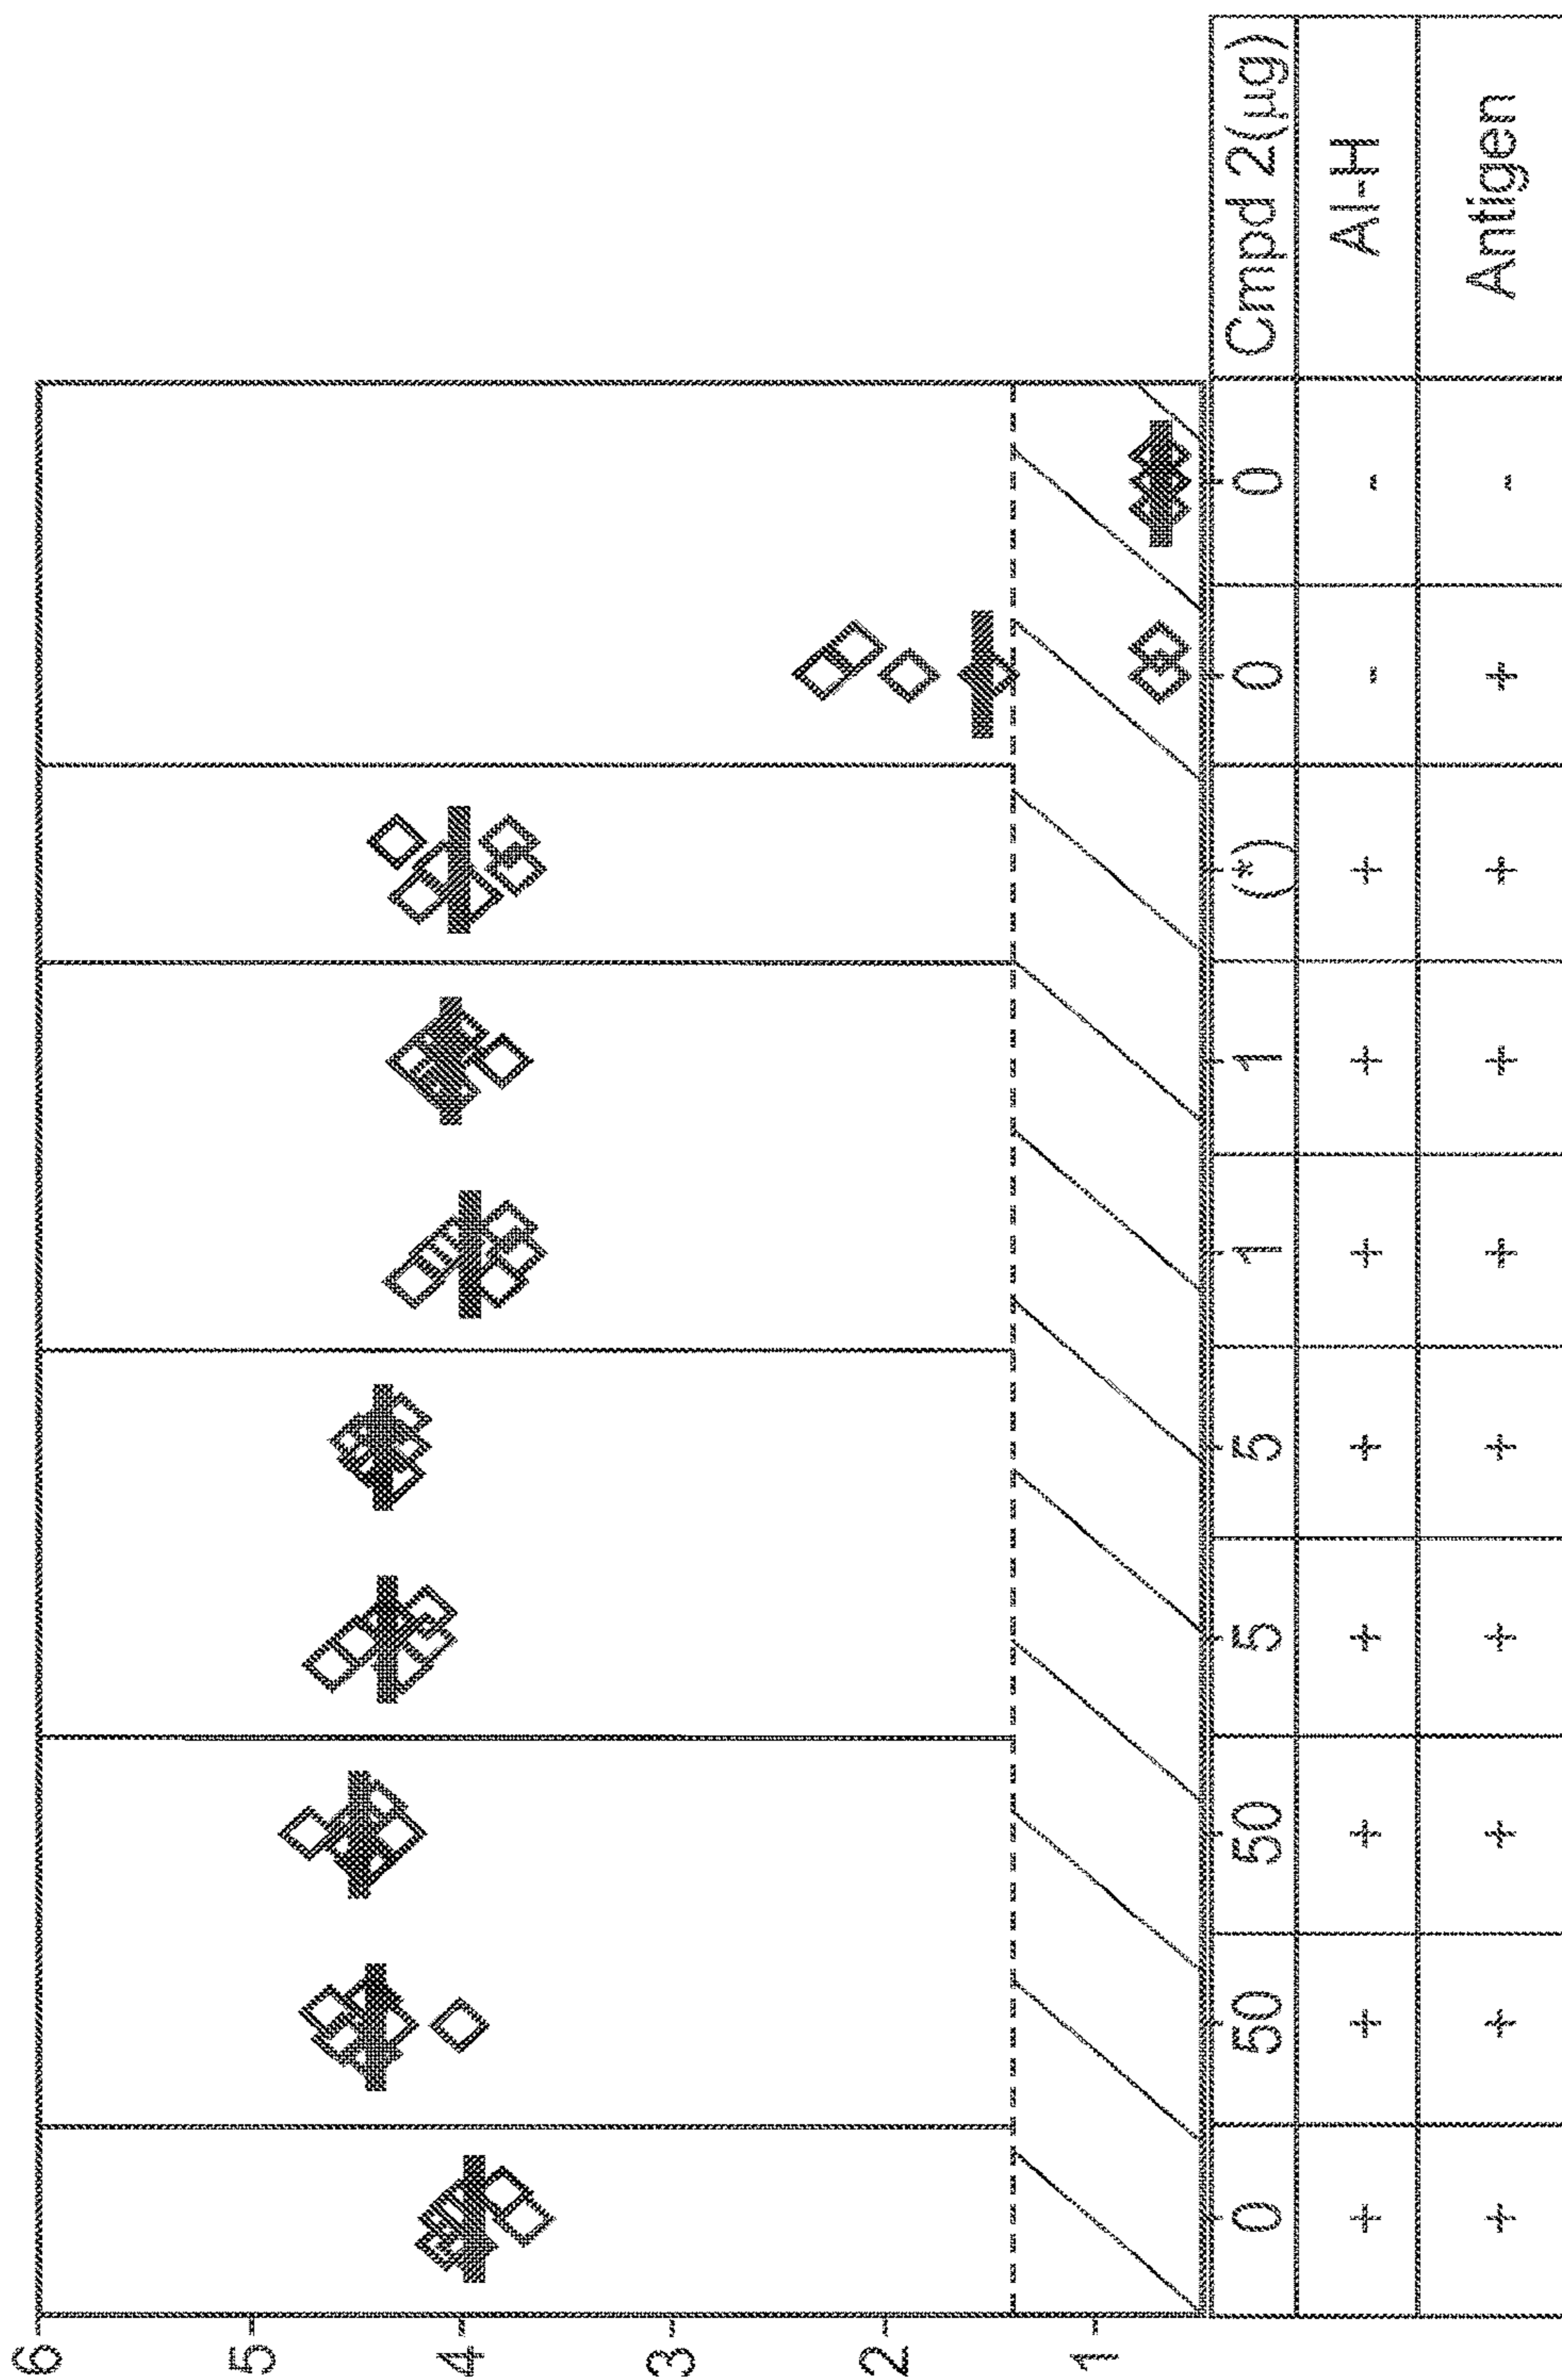 6
5
4
3
2
1
0 50 50 5 5 1 1 (*) 0 0 Cmpd 2(µg)
+ + + + + + + + - - Al-H
+ + + + + + + + + - Antigen